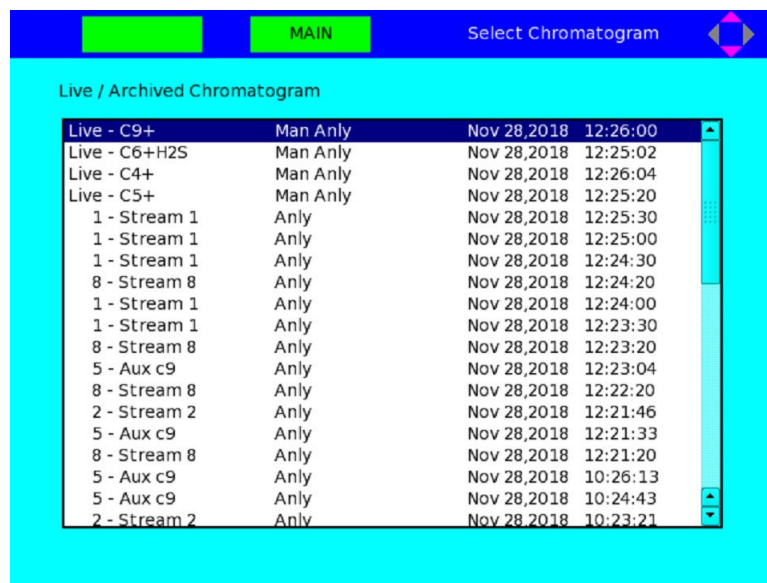 MAIN Select Chromatogram
Live / Archived Chromatogram
Live - C9+ Man Anly Nov 28,2018 12:26:00
Live - C6+H2S Man Anly Nov 28,2018 12:25:02
Live - C4+ Man Anly Nov 28,2018 12:26:04
Live - C5+ Man Anly Nov 28,2018 12:25:20
1 - Stream 1 Anly Nov 28,2018 12:25:30
1 - Stream 1 Anly Nov 28,2018 12:25:00
1 - Stream 1 Anly Nov 28,2018 12:24:30
8 - Stream 8 Anly Nov 28,2018 12:24:20
1 - Stream 1 Anly Nov 28,2018 12:24:00
1 - Stream 1 Anly Nov 28,2018 12:23:30
8 - Stream 8 Anly Nov 28,2018 12:23:20
5 - Aux c9 Anly Nov 28,2018 12:23:04
8 - Stream 8 Anly Nov 28,2018 12:22:20
2 - Stream 2 Anly Nov 28,2018 12:21:46
5 - Aux c9 Anly Nov 28,2018 12:21:33
8 - Stream 8 Anly Nov 28,2018 12:21:20
5 - Aux c9 Anly Nov 28,2018 10:26:13
5 - Aux c9 Anly Nov 28,2018 10:24:43
2 - Stream 2 Anly Nov 28,2018 10:23:21